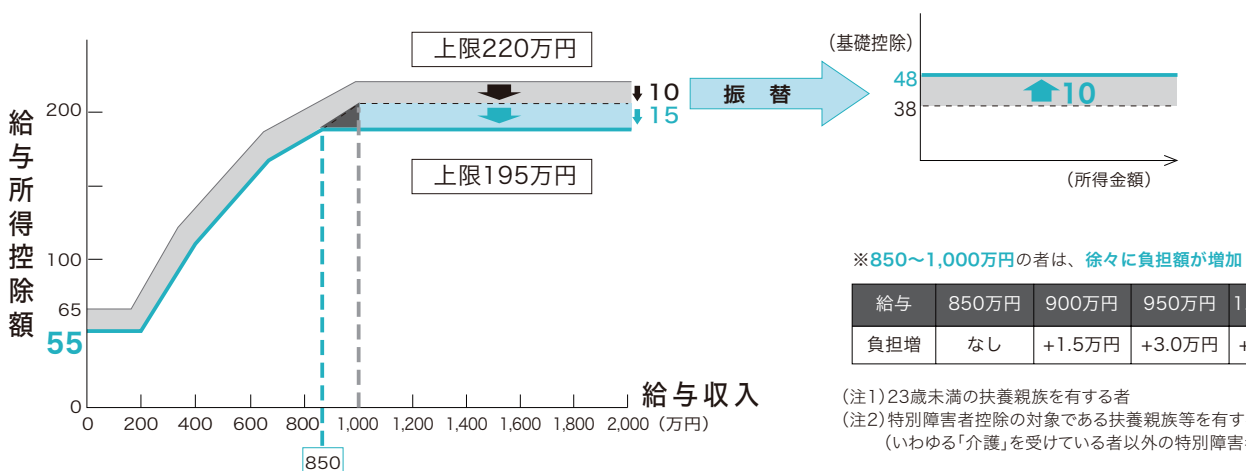 上限220万円
10
15
上限195万円
給与所得控除額
200
100
65
55
0
0 200 400 600 800 1,000 1,200 1,400 1,600 1,800 2,000 (万円)
給与収入
850
振替
(基礎控除)
48
38
10
(所得金額)
※850〜1,000万円の者は、徐々に負担額が増加
給与 850万円 900万円 950万円
負担増 なし +1.5万円 +3.0万円
(注1)23歳未満の扶養親族を有する者
(注2)特別障害者控除の対象である扶養親族等を有す
(いわゆる「介護」を受けている者以外の特別障害